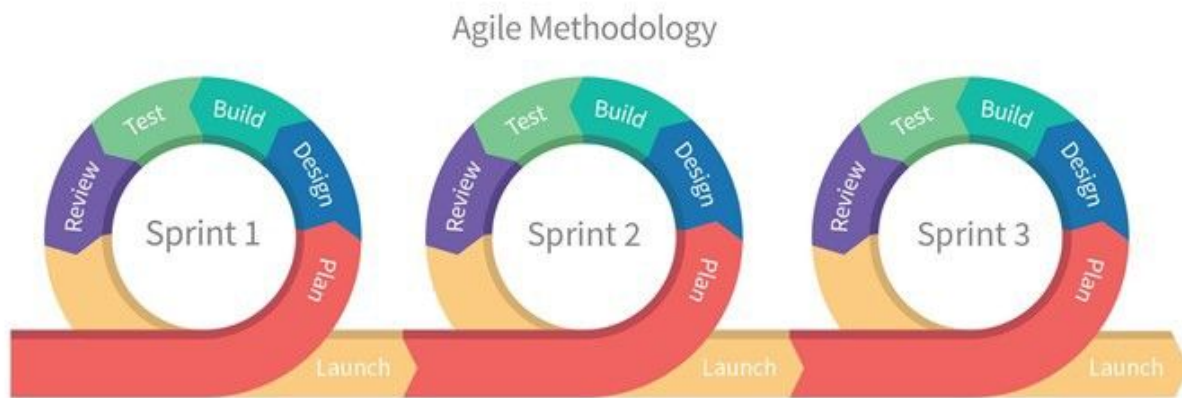 Agile Methodology
Test
Build
Design
Review
Plan
Sprint 1
Launch
Test
Build
Design
Review
Plan
Sprint 2
Launch
Test
Build
Design
Review
Plan
Sprint 3
Launch